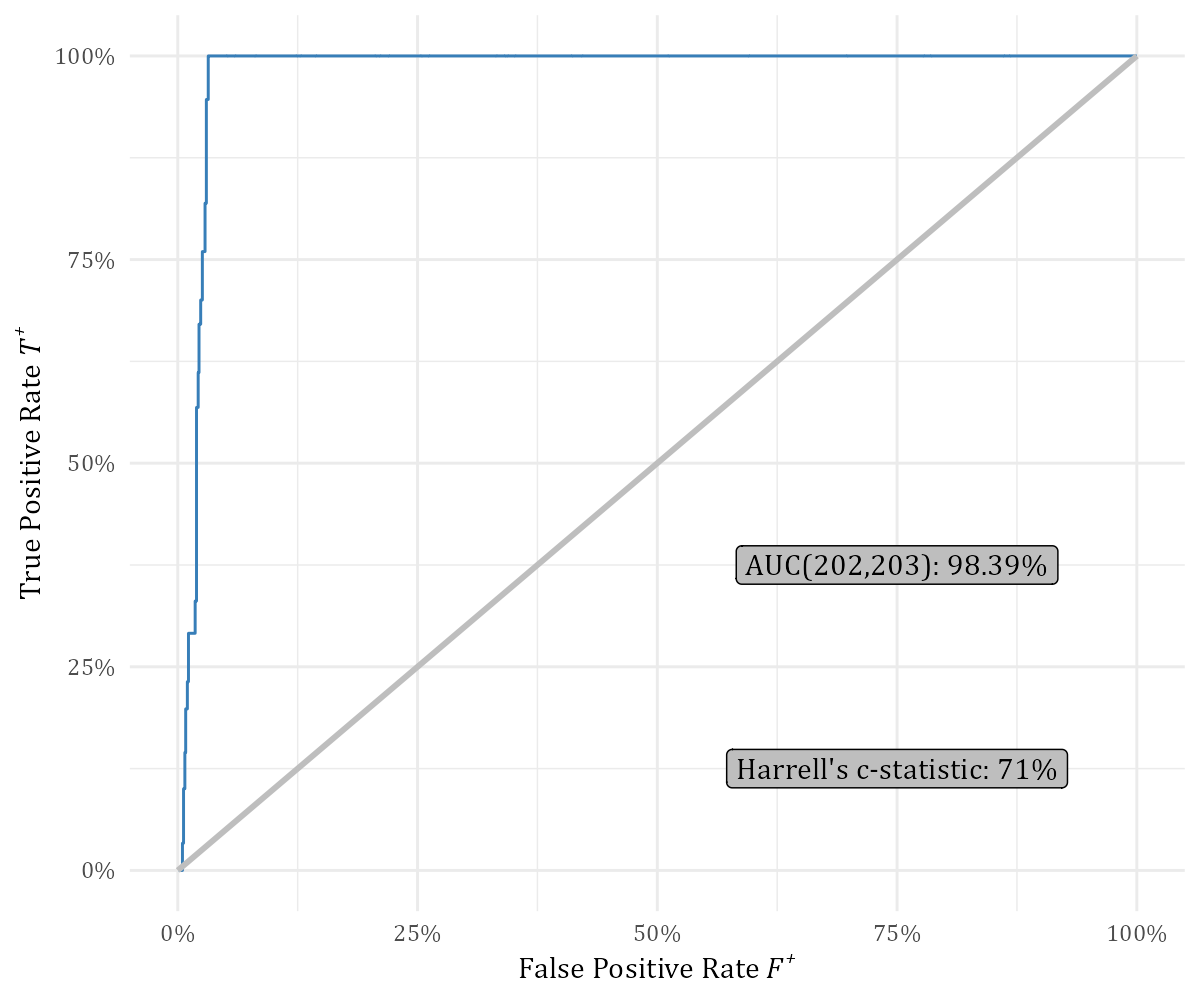 100%
75%
50%
25%
0%
True Positive Rate T⁺
AUC(202,203): 98.39%
Harrell's c-statistic: 71%
0%
25%
50%
75%
100%
False Positive Rate F⁺